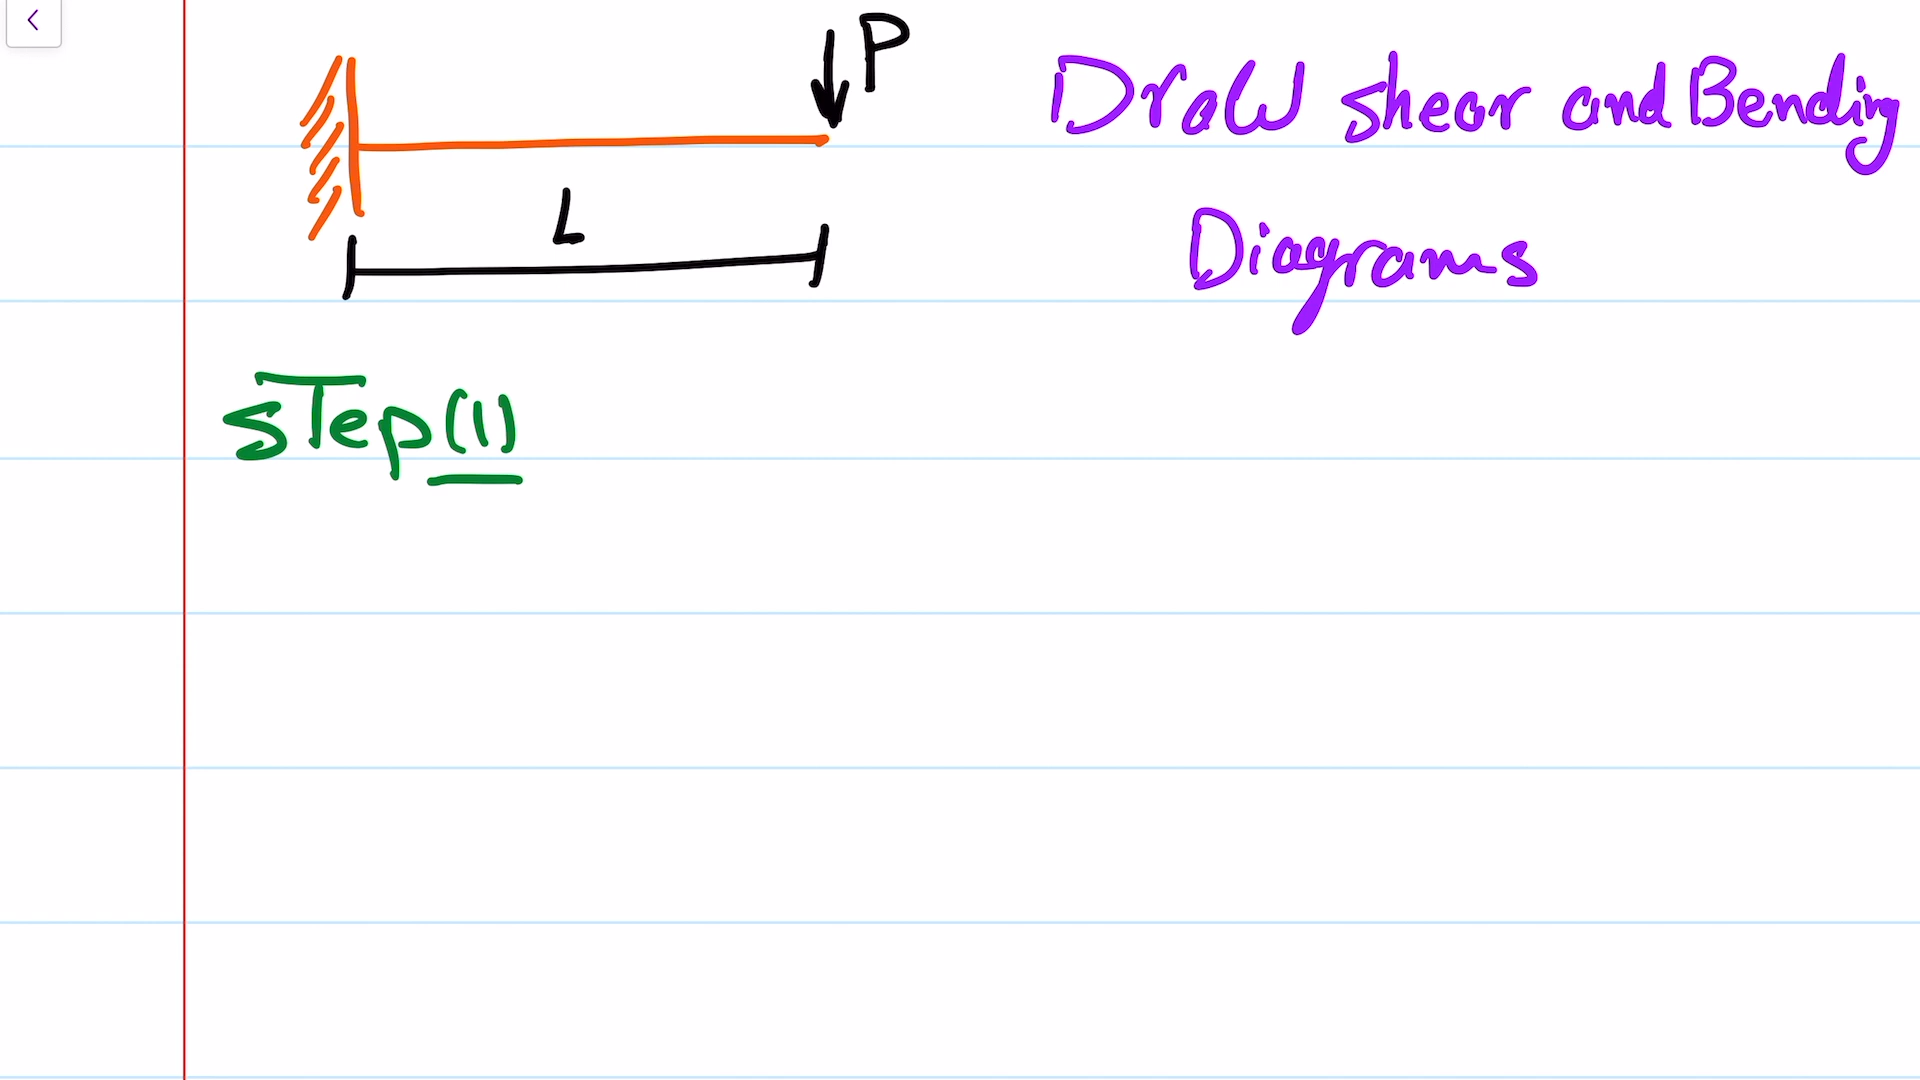 P
Draw shear and Bending
L
Diagrams
sTep(1)